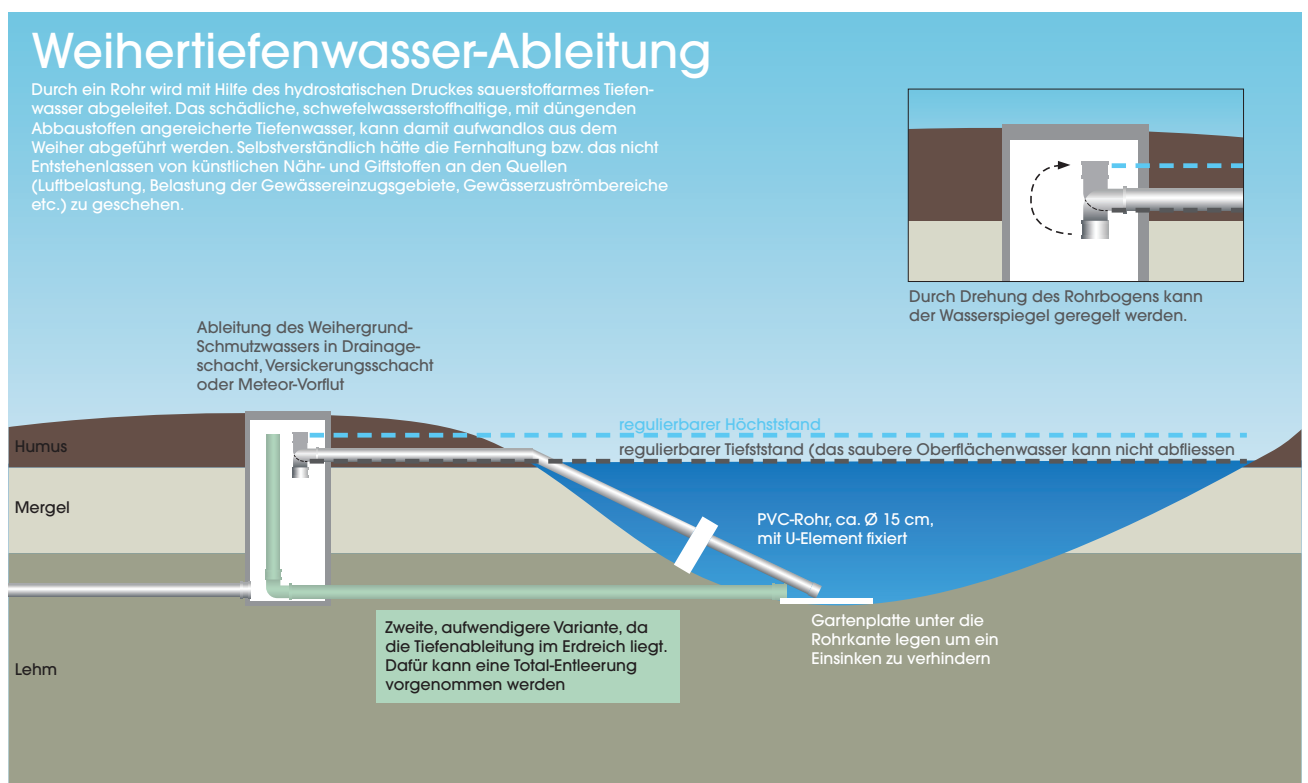 Weihertiefenwasser-Ableitung
Durch ein Rohr wird mit Hilfe des hydrostatischen Druckes sauerstoffarmes Tiefen-
wasser abgeleitet. Das schädliche, schwefelwasserstoffhaltige, mit düngenden
Abbaustoffen angereicherte Tiefenwasser, kann damit aufwandlos aus dem
Weiher abgeführt werden. Selbstverständlich hätte die Fernhaltung bzw. das nicht
Entstehenlassen von künstlichen Nähr- und Giftstoffen an den Quellen
(Luftbelastung, Belastung der Gewässereinzugsgebiete, Gewässerzuströmbereiche
etc.) zu geschehen.
Durch Drehung des Rohrbogens kann
der Wasserspiegel geregelt werden.
Ableitung des Weihergrund-
Schmutzwassers in Drainage-
schacht, Versickerungsschacht
oder Meteor-Vorflut
regulierbarer Höchststand
regulierbarer Tiefststand (das saubere Oberflächenwasser kann nicht abfliessen
Humus
Mergel
PVC-Rohr, ca. Ø 15 cm,
mit U-Element fixiert
Zweite, aufwendigere Variante, da
die Tiefenableitung im Erdreich liegt.
Dafür kann eine Total-Entleerung
vorgenommen werden
Gartenplatte unter die
Rohrkante legen um ein
Einsinken zu verhindern
Lehm